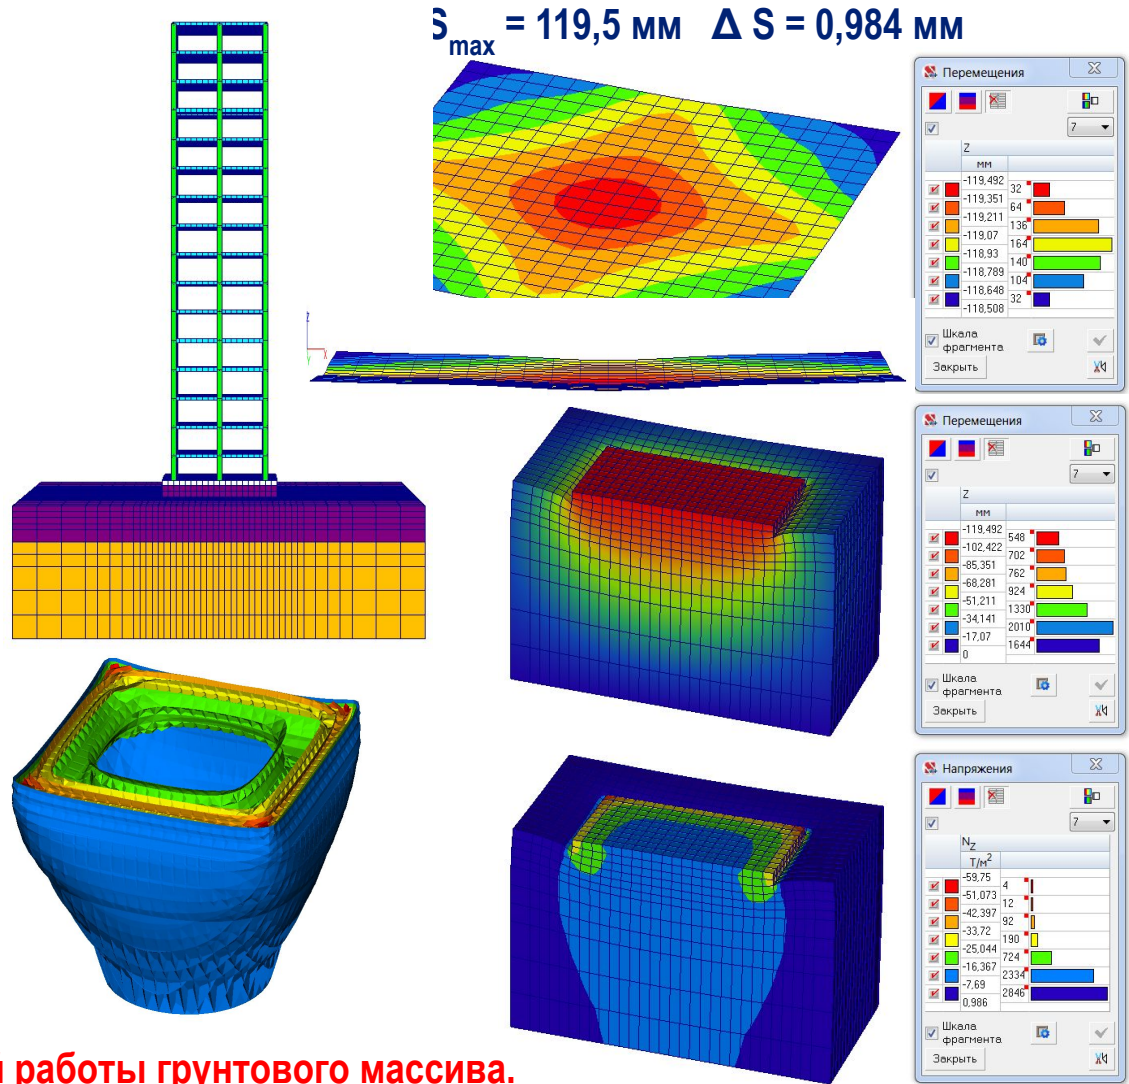 S max = 119,5 мм Δ S = 0,984 мм
Перемещения
7
Z
мм
-119,492
32
-119,351
64
-119,211
136
-119,07
164
-118,93
140
-118,789
104
-118,648
32
-118,508
Шкала
фрагмента
Закрыть
Z
X
Y
Перемещения
7
Z
мм
-119,492
548
-102,422
702
-85,351
762
-68,281
924
-51,211
1330
-34,141
2010
-17,07
1644
0
Шкала
фрагмента
Закрыть
Напряжения
7
NZ
Т/м2
-59,75
4
-51,073
12
-42,397
92
-33,72
190
-25,044
724
-16,367
2334
-7,69
2846
0,986
Шкала
фрагмента
Закрыть
работы грунтового массива.